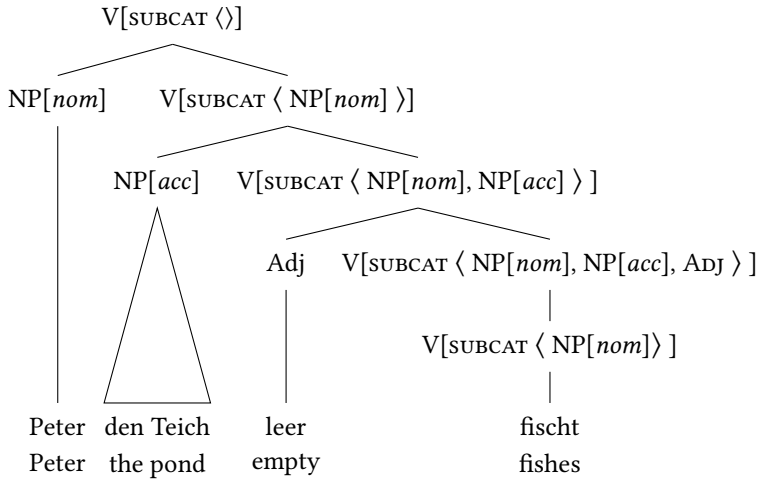 V[SUBCAT ⟨⟩]
NP[nom] V[SUBCAT ⟨ NP[nom] ⟩]
NP[acc] V[SUBCAT ⟨ NP[nom], NP[acc] ⟩ ]
Adj V[SUBCAT ⟨ NP[nom], NP[acc], ADJ ⟩ ]
V[SUBCAT ⟨ NP[nom]⟩ ]
Peter den Teich leer fischt
Peter the pond empty fishes